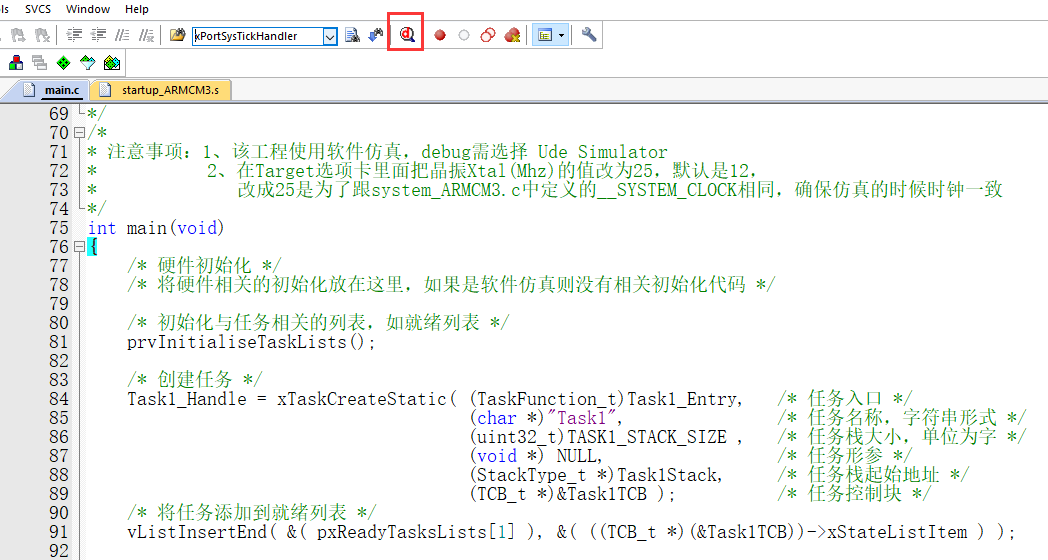 ls SVCS Window Help
xPortSysTickHandler
main.c startup_ARMCM3.s
69 */
70 /*
71 * 注意事项：1、该工程使用软件仿真，debug需选择 Ude Simulator
72 * 2、在Target选项卡里面把晶振Xtal(Mhz)的值改为25，默认是12，
73 * 改成25是为了跟system_ARMCM3.c中定义的__SYSTEM_CLOCK相同，确保仿真的时候时钟一致
74 */
75 int main(void)
76 {
77 /* 硬件初始化 */
78 /* 将硬件相关的初始化放在这里，如果是软件仿真则没有相关初始化代码 */
79
80 /* 初始化与任务相关的列表，如就绪列表 */
81 prvInitialiseTaskLists();
82
83 /* 创建任务 */
84 Task1_Handle = xTaskCreateStatic( (TaskFunction_t)Task1_Entry, /* 任务入口 */
85 (char *)"Task1", /* 任务名称，字符串形式 */
86 (uint32_t)TASK1_STACK_SIZE , /* 任务栈大小，单位为字 */
87 (void *) NULL, /* 任务形参 */
88 (StackType_t *)Task1Stack, /* 任务栈起始地址 */
89 (TCB_t *)&Task1TCB ); /* 任务控制块 */
90 /* 将任务添加到就绪列表 */
91 vListInsertEnd( &( pxReadyTasksLists[1] ), &( ((TCB_t *)(&Task1TCB))->xStateListItem ) );
92